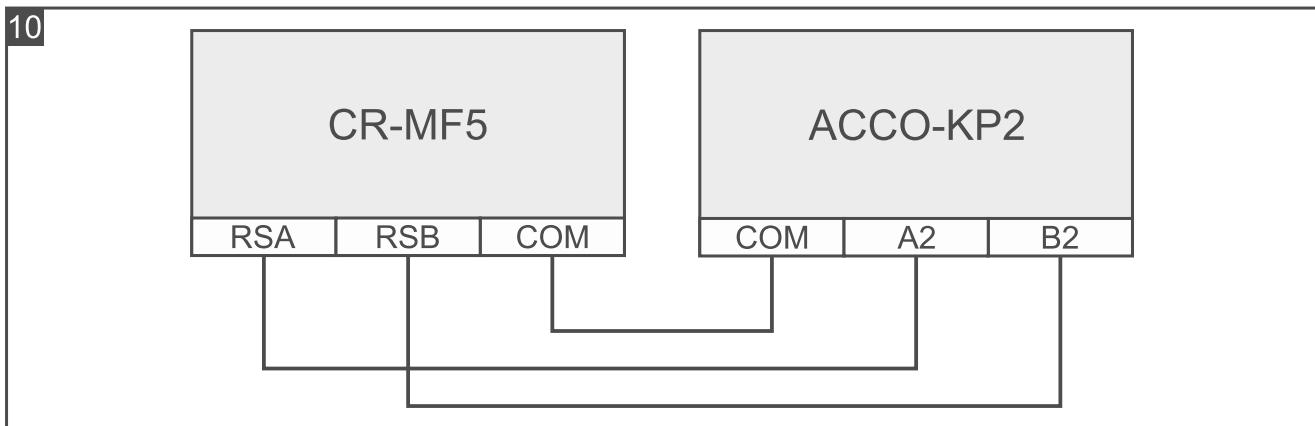 10
CR-MF5
ACCO-KP2
RSA RSB COM
COM A2 B2